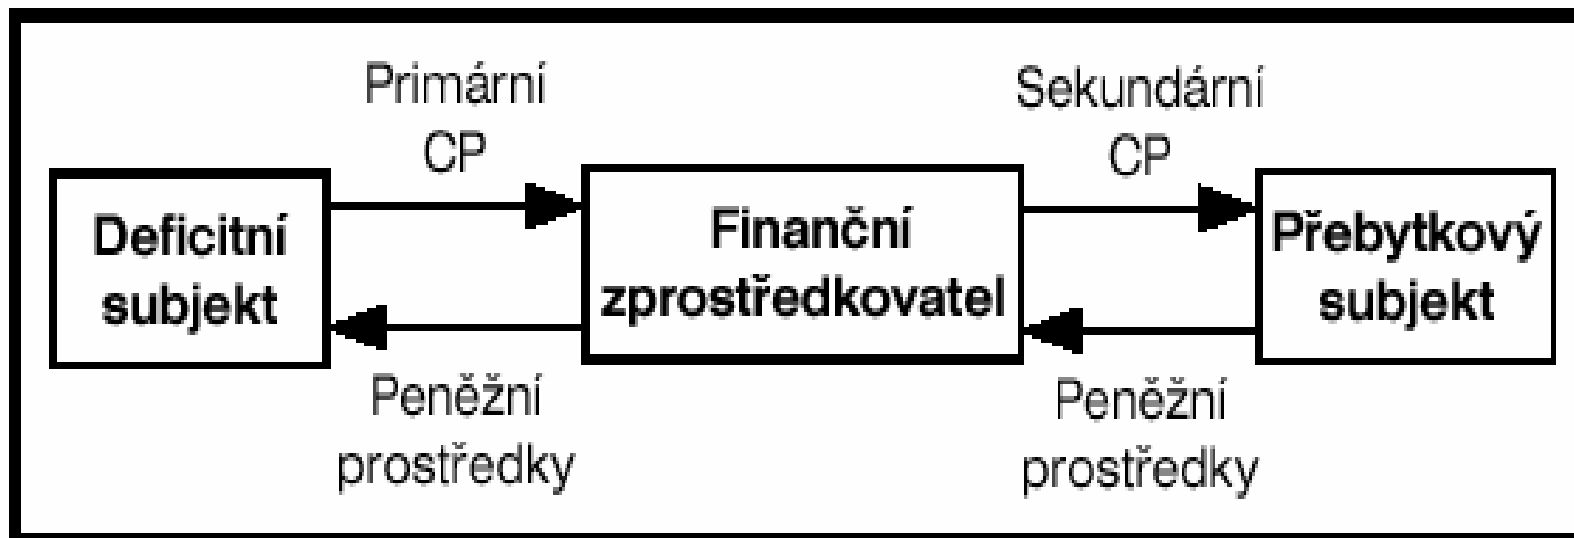 Primární
CP
Sekundární
CP
Deficitní
subjekt
Finanční
zprostředkovatel
Přebytkový
subjekt
Peněžní
prostředky
Peněžní
prostředky